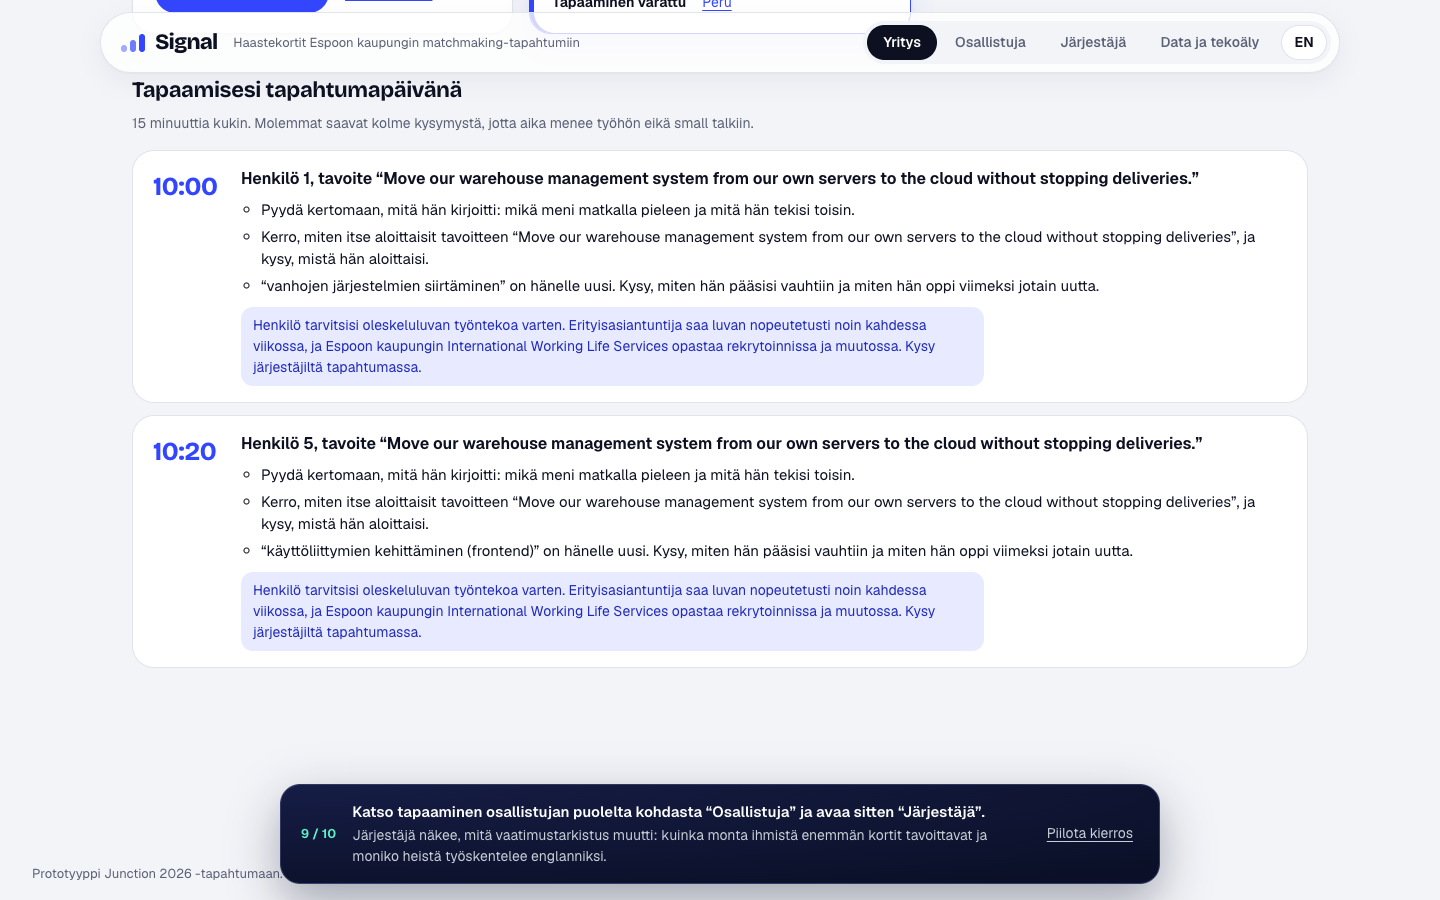 Tapaaminen varattu Peru
Signal Haastekortit Espoon kaupungin matchmaking-tapahtumiin Yritys Osallistuja Järjestäjä Data ja tekoäly EN
Tapaamisesi tapahtumapäivänä
15 minuuttia kukin. Molemmat saavat kolme kysymystä, jotta aika menee työhön eikä small talkiin.
10:00 Henkilö 1, tavoite “Move our warehouse management system from our own servers to the cloud without stopping deliveries.”
Pyydä kertomaan, mitä hän kirjoitti: mikä meni matkalla pieleen ja mitä hän tekisi toisin.
Kerro, miten itse aloittaisit tavoitteen “Move our warehouse management system from our own servers to the cloud without stopping deliveries”, ja
kysy, mistä hän aloittaisi.
“vanhojen järjestelmien siirtäminen” on hänelle uusi. Kysy, miten hän pääsisi vauhtiin ja miten hän oppi viimeksi jotain uutta.
Henkilö tarvitsisi oleskeluluvan työntekoa varten. Erityisasiantuntija saa luvan nopeutetusti noin kahdessa
viikossa, ja Espoon kaupungin International Working Life Services opastaa rekrytoinnissa ja muutossa. Kysy
järjestäjiltä tapahtumassa.
10:20 Henkilö 5, tavoite “Move our warehouse management system from our own servers to the cloud without stopping deliveries.”
Pyydä kertomaan, mitä hän kirjoitti: mikä meni matkalla pieleen ja mitä hän tekisi toisin.
Kerro, miten itse aloittaisit tavoitteen “Move our warehouse management system from our own servers to the cloud without stopping deliveries”, ja
kysy, mistä hän aloittaisi.
“käyttöliittymien kehittäminen (frontend)” on hänelle uusi. Kysy, miten hän pääsisi vauhtiin ja miten hän oppi viimeksi jotain uutta.
Henkilö tarvitsisi oleskeluluvan työntekoa varten. Erityisasiantuntija saa luvan nopeutetusti noin kahdessa
viikossa, ja Espoon kaupungin International Working Life Services opastaa rekrytoinnissa ja muutossa. Kysy
järjestäjiltä tapahtumassa.
Katso tapaaminen osallistujan puolelta kohdasta “Osallistuja” ja avaa sitten “Järjestäjä”.
9 / 10 Järjestäjä näkee, mitä vaatimustarkistus muutti: kuinka monta ihmistä enemmän kortit tavoittavat ja Piilota kierros
moniko heistä työskentelee englanniksi.
Prototyyppi Junction 2026 -tapahtumaan.